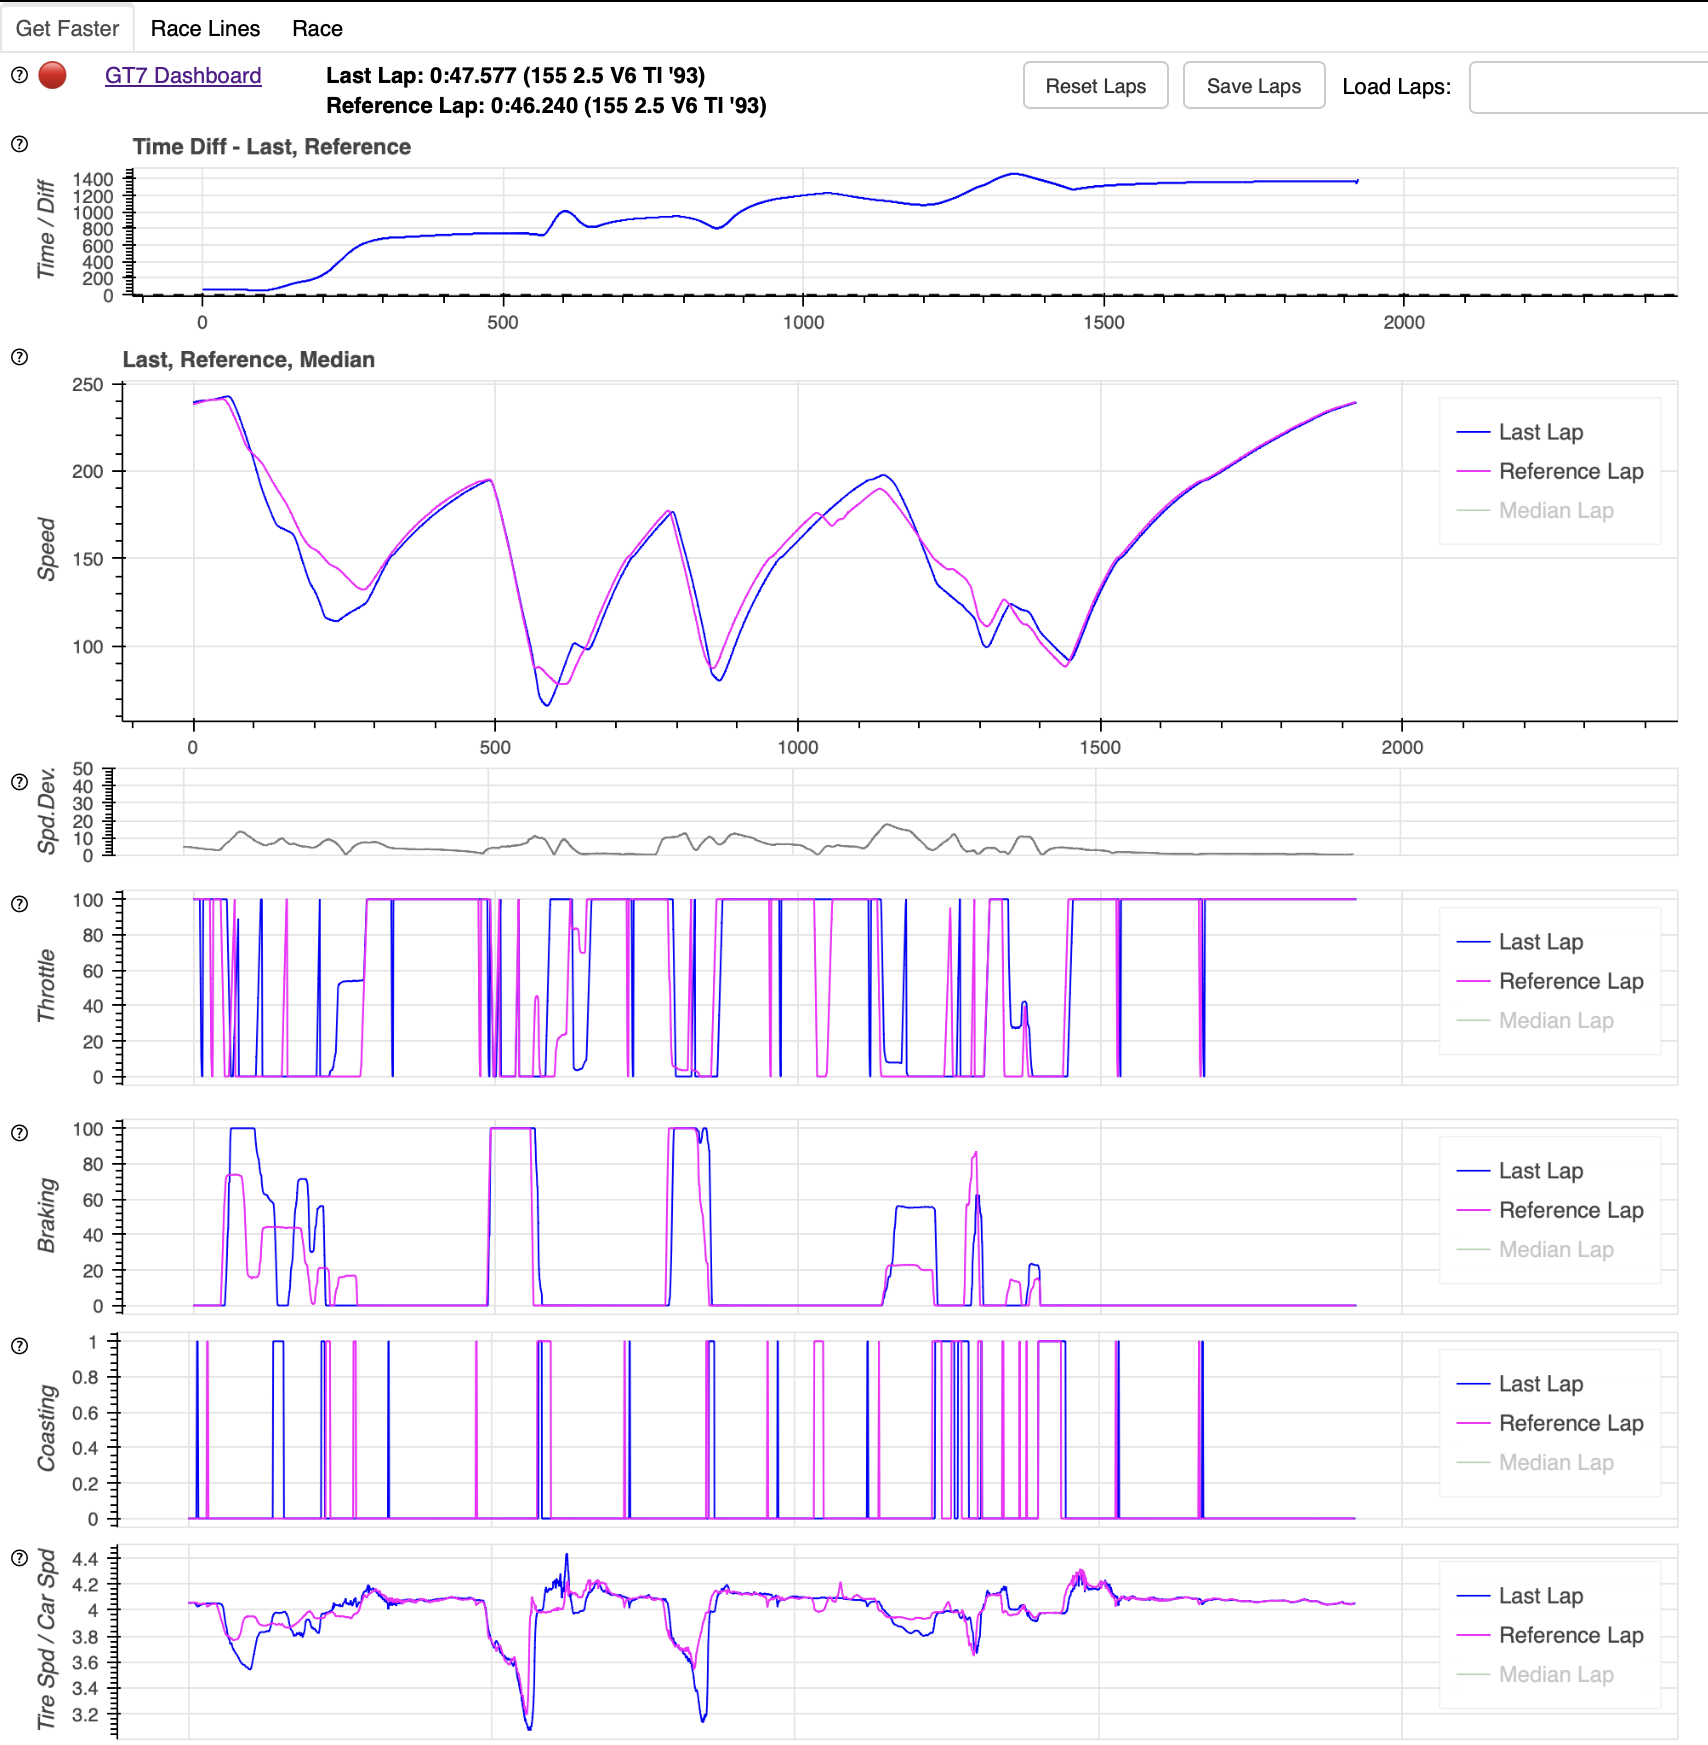 Get Faster Race Lines Race
GT7 Dashboard
Last Lap: 0:47.577 (155 2.5 V6 TI '93)
Reference Lap: 0:46.240 (155 2.5 V6 TI '93)
Reset Laps Save Laps Load Laps:
Time Diff - Last, Reference
Time / Diff
1400
1200
1000
800
600
400
200
0
0 500 1000 1500 2000
Last, Reference, Median
Speed
250
200
150
100
Last Lap
Reference Lap
Median Lap
0 500 1000 1500 2000
Spd.Dev.
50
40
30
20
10
0
Throttle
100
80
60
40
20
0
Last Lap
Reference Lap
Median Lap
Braking
100
80
60
40
20
0
Last Lap
Reference Lap
Median Lap
Coasting
1
0.8
0.6
0.4
0.2
0
Last Lap
Reference Lap
Median Lap
Tire Spd / Car Spd
4.4
4.2
4
3.8
3.6
3.4
3.2
Last Lap
Reference Lap
Median Lap